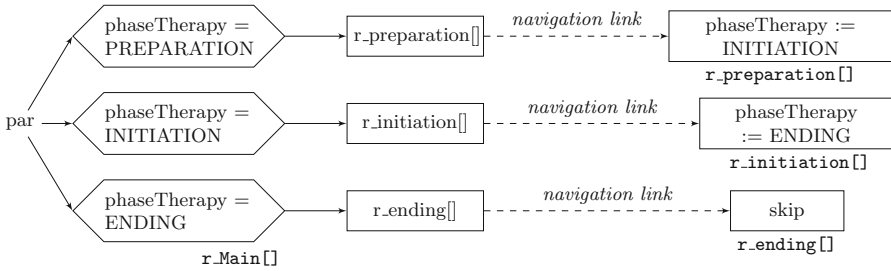 phaseTherapy =
PREPARATION
r_preparation[]
navigation link
phaseTherapy :=
INITIATION
r_preparation[]
par
phaseTherapy =
INITIATION
r_initiation[]
navigation link
phaseTherapy
:= ENDING
r_initiation[]
phaseTherapy =
ENDING
r_ending[]
navigation link
skip
r_ending[]
r_Main[]